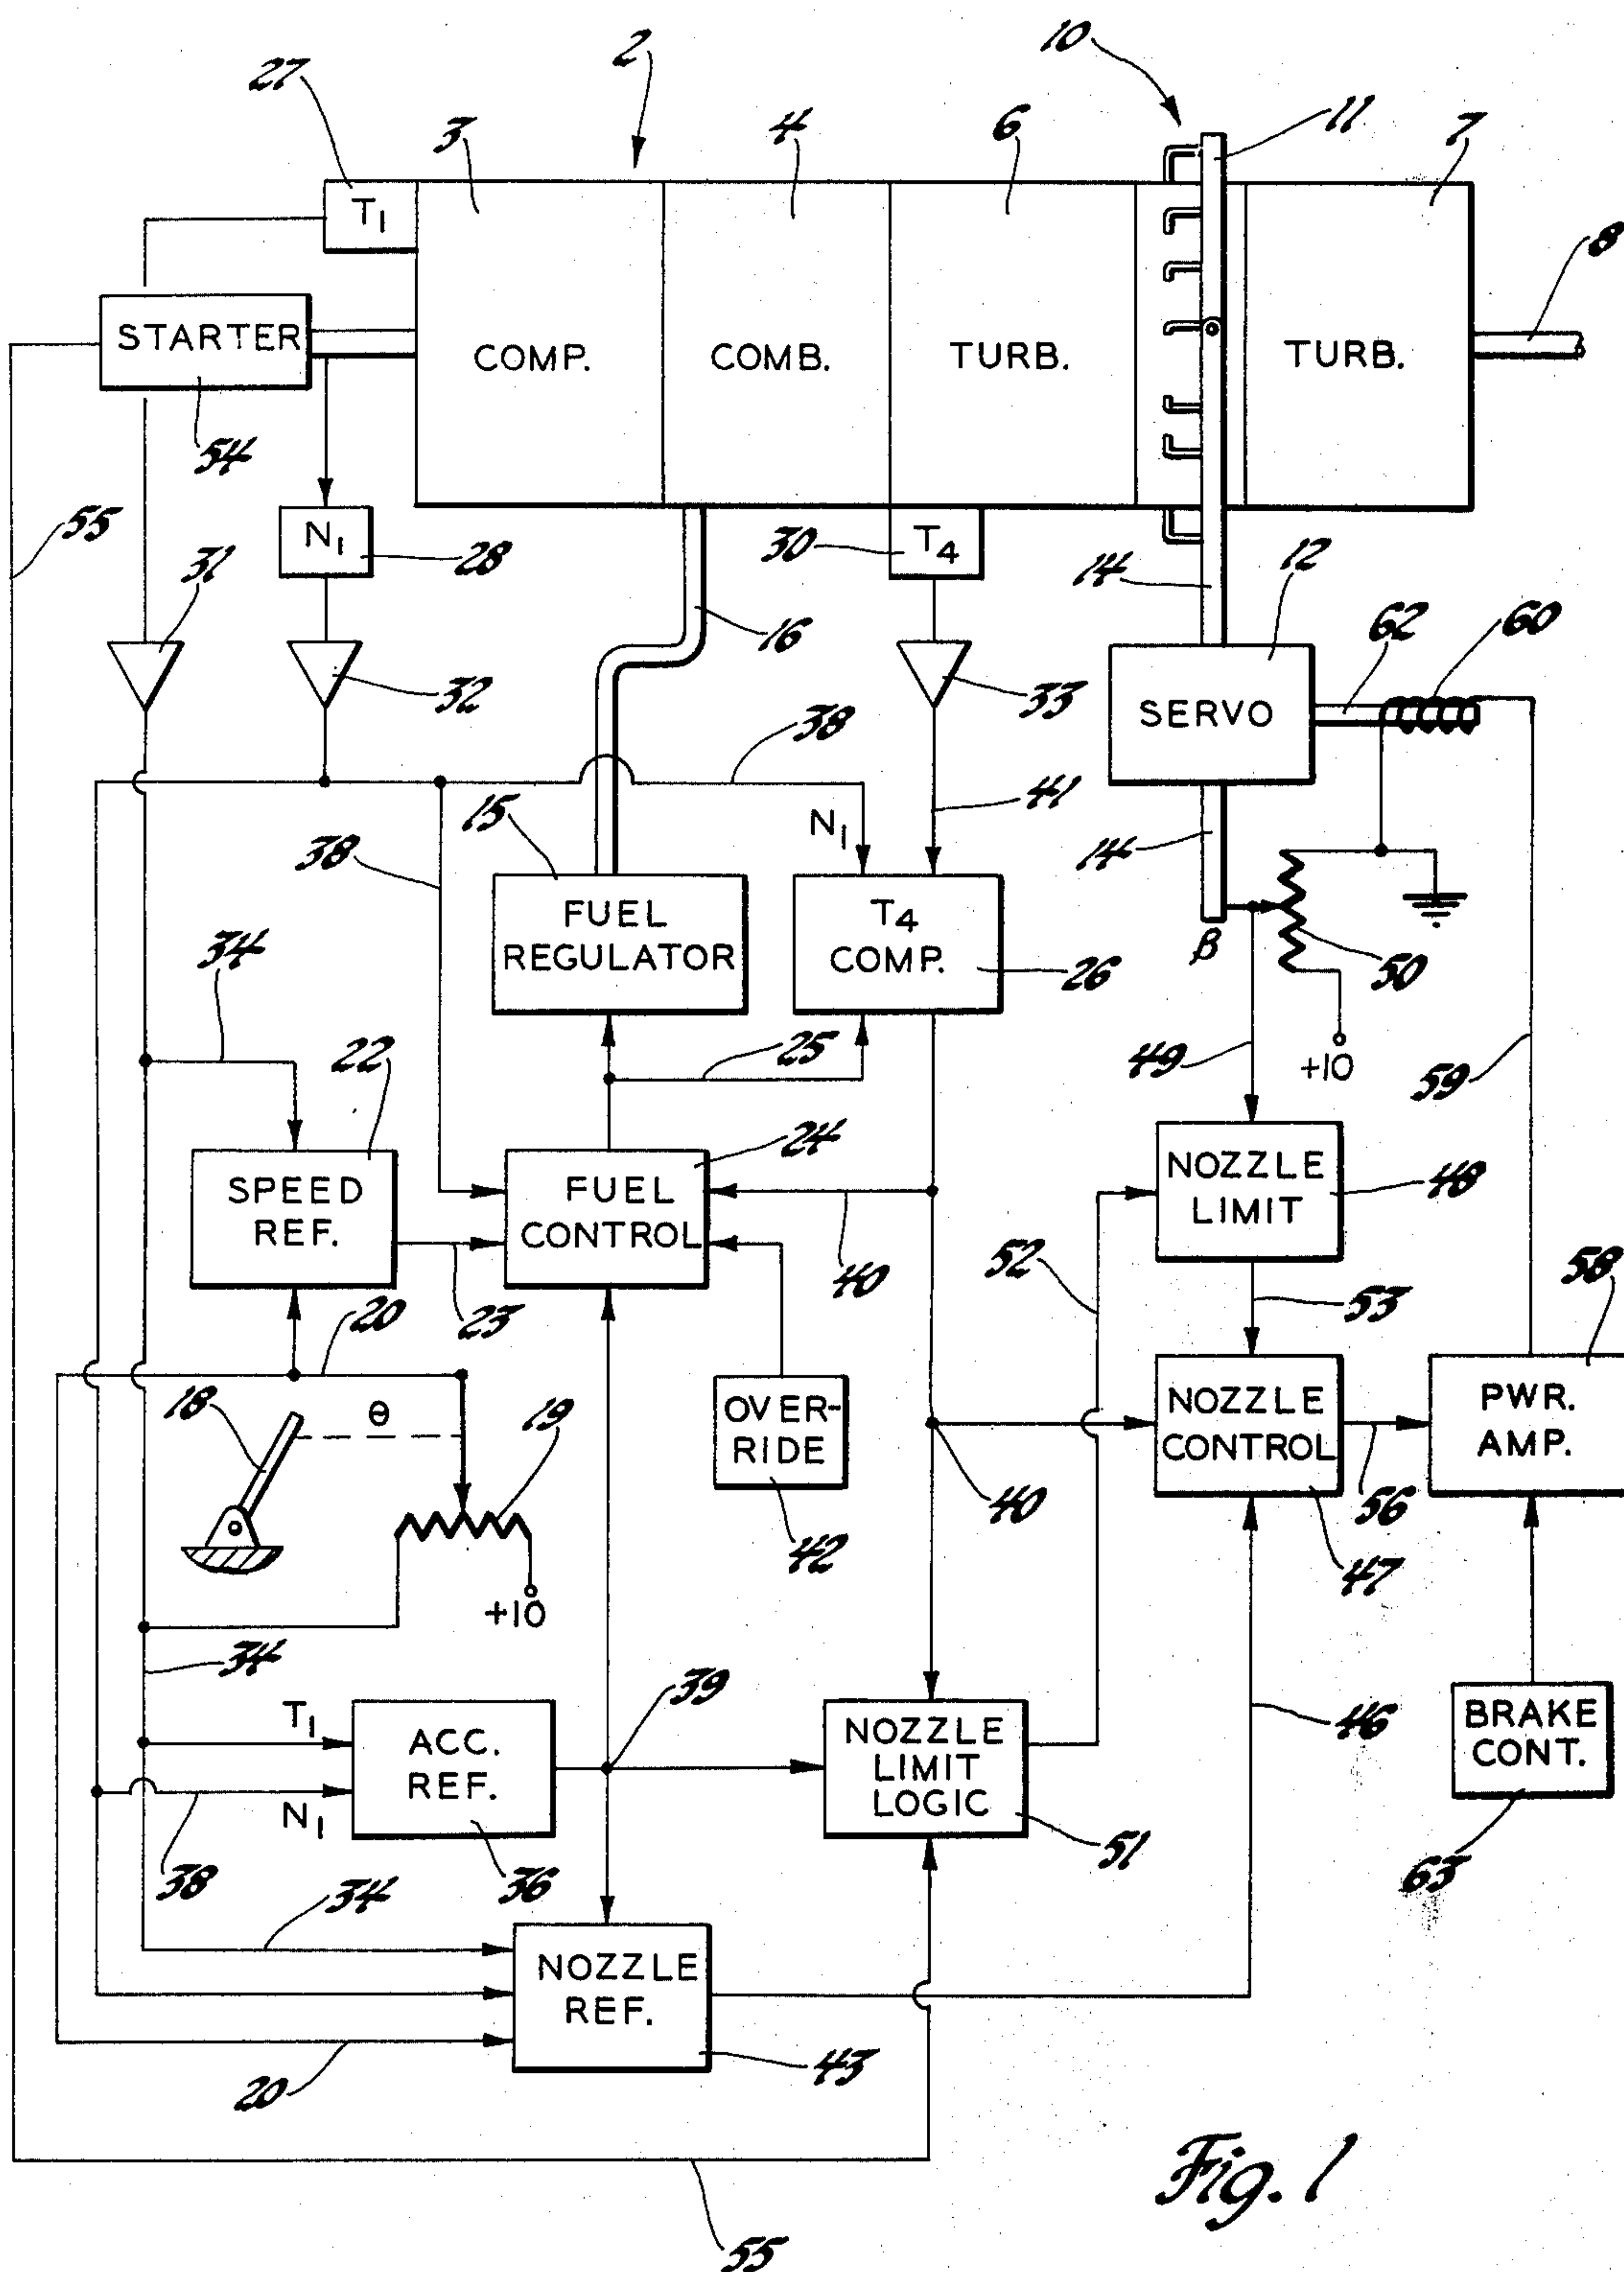 2
10
27
3
4
6
11
7
T1
8
STARTER
COMP.
COMB.
TURB.
TURB.
54
55
N1
28
30
T4
14
12
31
16
62
60
32
33
SERVO
38
41
15
N1
38
14
FUEL
REGULATOR
T4
COMP.
26
β
50
34
22
25
49
+10
59
24
SPEED
REF.
FUEL
CONTROL
NOZZLE
LIMIT
48
20
23
40
52
53
58
18
θ
19
OVER-
RIDE
NOZZLE
CONTROL
PWR.
AMP.
40
56
42
47
+10
34
39
T1
ACC.
REF.
NOZZLE
LIMIT
LOGIC
46
BRAKE
CONT.
N1
38
36
51
63
34
NOZZLE
REF.
43
20
55
Fig. 1